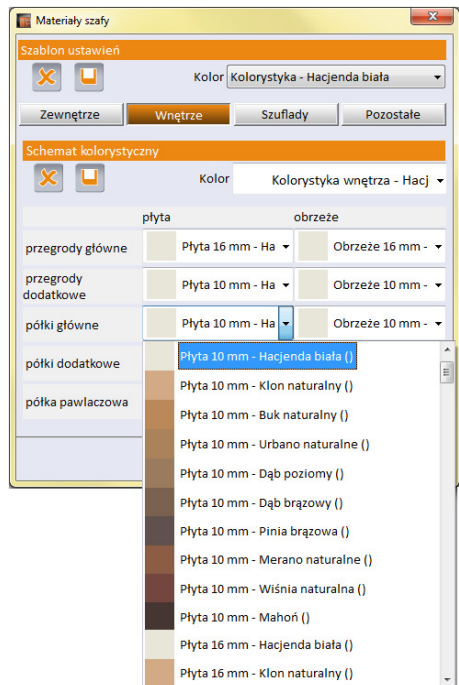 Materiały szafy
Szablon ustawień
Kolor Kolorystyka - Hacjenda biała
Zewnętrze Wnętrze Szuflady Pozostałe
Schemat kolorystyczny
Kolor Kolorystyka wnętrza - Hacj
płyta obrzeże
przegrody główne Płyta 16 mm - Ha Obrzeże 16 mm -
przegrody
dodatkowe Płyta 10 mm - Ha Obrzeże 10 mm -
półki główne Płyta 10 mm - Ha Obrzeże 10 mm -
półki dodatkowe
półka pawlaczowa
Płyta 10 mm - Hacjenda biała ()
Płyta 10 mm - Klon naturalny ()
Płyta 10 mm - Buk naturalny ()
Płyta 10 mm - Urbano naturalne ()
Płyta 10 mm - Dąb poziomy ()
Płyta 10 mm - Dąb brązowy ()
Płyta 10 mm - Pinia brązowa ()
Płyta 10 mm - Merano naturalne ()
Płyta 10 mm - Wiśnia naturalna ()
Płyta 10 mm - Mahoń ()
Płyta 16 mm - Hacjenda biała ()
Płyta 16 mm - Klon naturalny ()